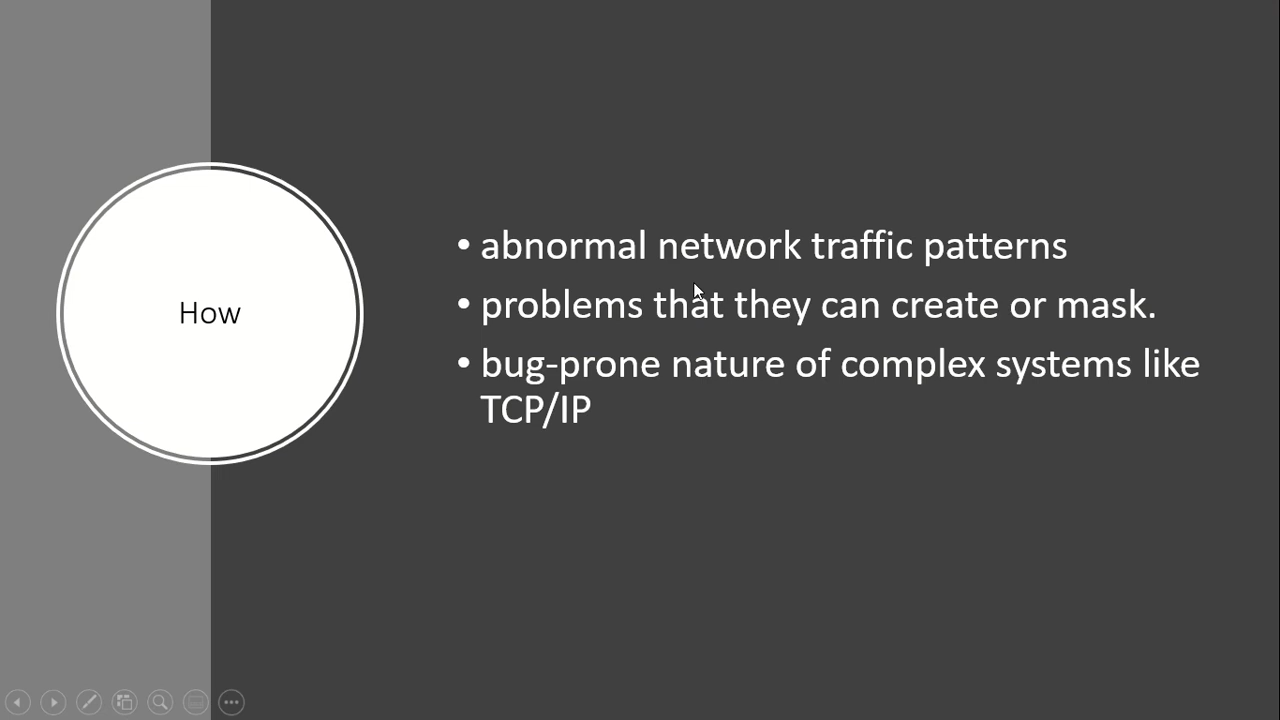 How
• abnormal network traffic patterns
• problems that they can create or mask.
• bug-prone nature of complex systems like
TCP/IP